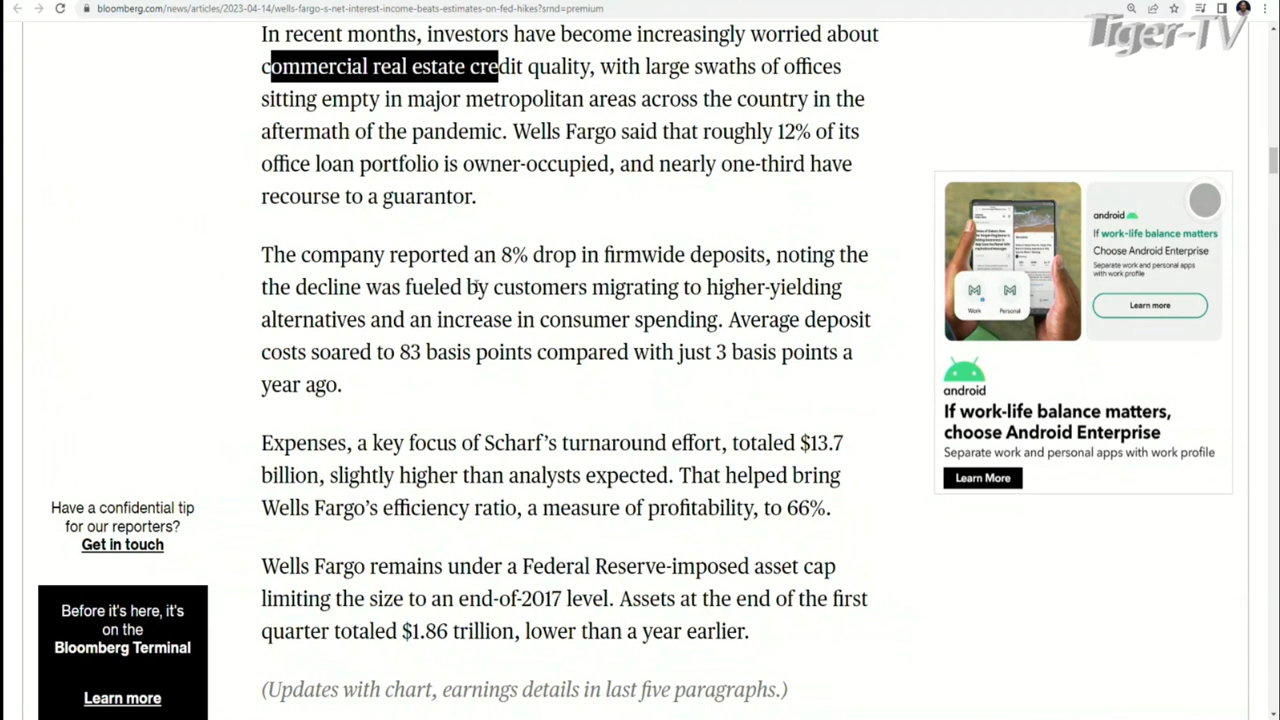 bloomberg.com/news/articles/2023-04-14/wells-fargo-s-net-interest-income-beats-estimates-on-fed-hikes?srnd=premium
Tiger-TV
In recent months, investors have become increasingly worried about
commercial real estate credit quality, with large swaths of offices
sitting empty in major metropolitan areas across the country in the
aftermath of the pandemic. Wells Fargo said that roughly 12% of its
office loan portfolio is owner-occupied, and nearly one-third have
recourse to a guarantor.
The company reported an 8% drop in firmwide deposits, noting the
the decline was fueled by customers migrating to higher-yielding
alternatives and an increase in consumer spending. Average deposit
costs soared to 83 basis points compared with just 3 basis points a
year ago.
Expenses, a key focus of Scharf's turnaround effort, totaled $13.7
billion, slightly higher than analysts expected. That helped bring
Wells Fargo's efficiency ratio, a measure of profitability, to 66%.
Wells Fargo remains under a Federal Reserve-imposed asset cap
limiting the size to an end-of-2017 level. Assets at the end of the first
quarter totaled $1.86 trillion, lower than a year earlier.
(Updates with chart, earnings details in last five paragraphs.)
Have a confidential tip
for our reporters?
Get in touch
Before it's here, it's
on the
Bloomberg Terminal
Learn more
Work
Personal
android
If work-life balance matters
Choose Android Enterprise
Separate work and personal apps
with work profile
Learn more
android
If work-life balance matters,
choose Android Enterprise
Separate work and personal apps with work profile
Learn More